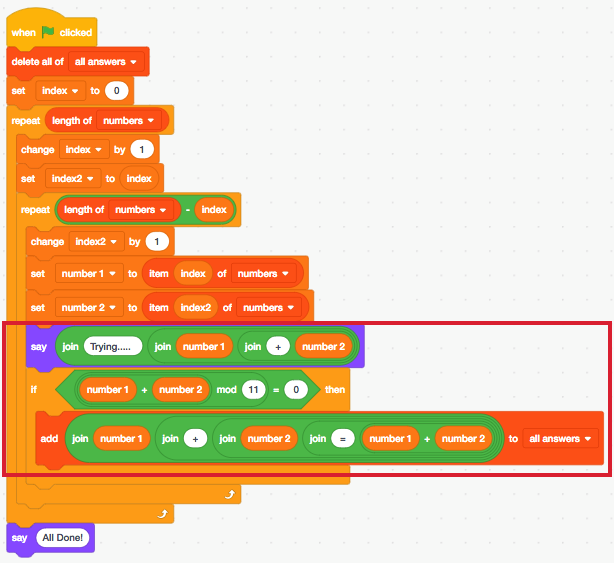 when clicked
delete all of all answers
set index to 0
repeat length of numbers
change index by 1
set index2 to index
repeat length of numbers - index
change index2 by 1
set number 1 to item index of numbers
set number 2 to item index2 of numbers
say join Trying..... join number 1 join + number 2
if number 1 + number 2 mod 11 = 0 then
add join number 1 join + join number 2 join = number 1 + number 2 to all answers
say All Done!